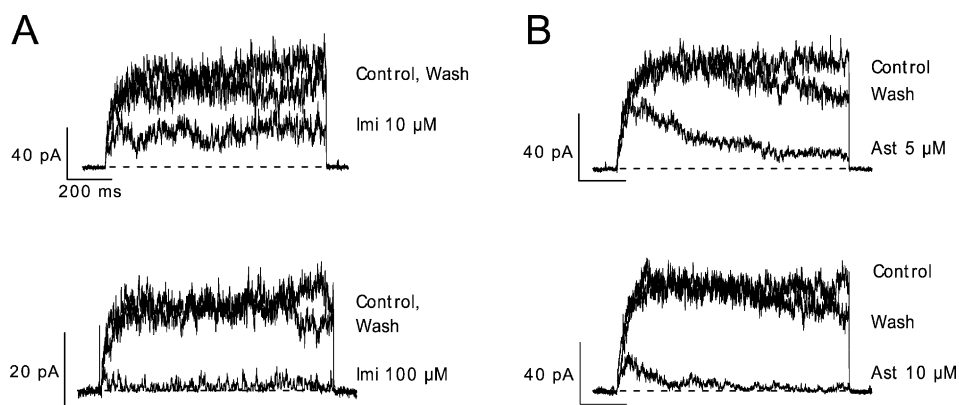 A
Control, Wash
Imi 10 µM
40 pA
200 ms
Control,
Wash
Imi 100 µM
20 pA
B
Control
Wash
Ast 5 µM
40 pA
Control
Wash
Ast 10 µM
40 pA